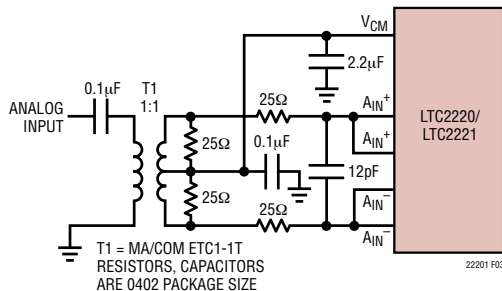 V_CM
2.2µF
0.1µF
T1
1:1
25Ω
A_IN^+
ANALOG
INPUT
25Ω
0.1µF
A_IN^+
LTC2220/
LTC2221
25Ω
12pF
25Ω
A_IN^–
A_IN^–
T1 = MA/COM ETC1-1T
RESISTORS, CAPACITORS
ARE 0402 PACKAGE SIZE
22201 F03